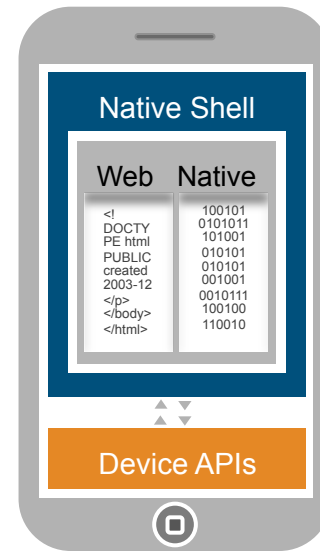 Native Shell
Web Native
<!
DOCTY
PE html
PUBLIC
created
2003-12
</p>
</body>
</html>
100101
0101011
101001
010101
010101
001001
0010111
100100
110010
Device APIs